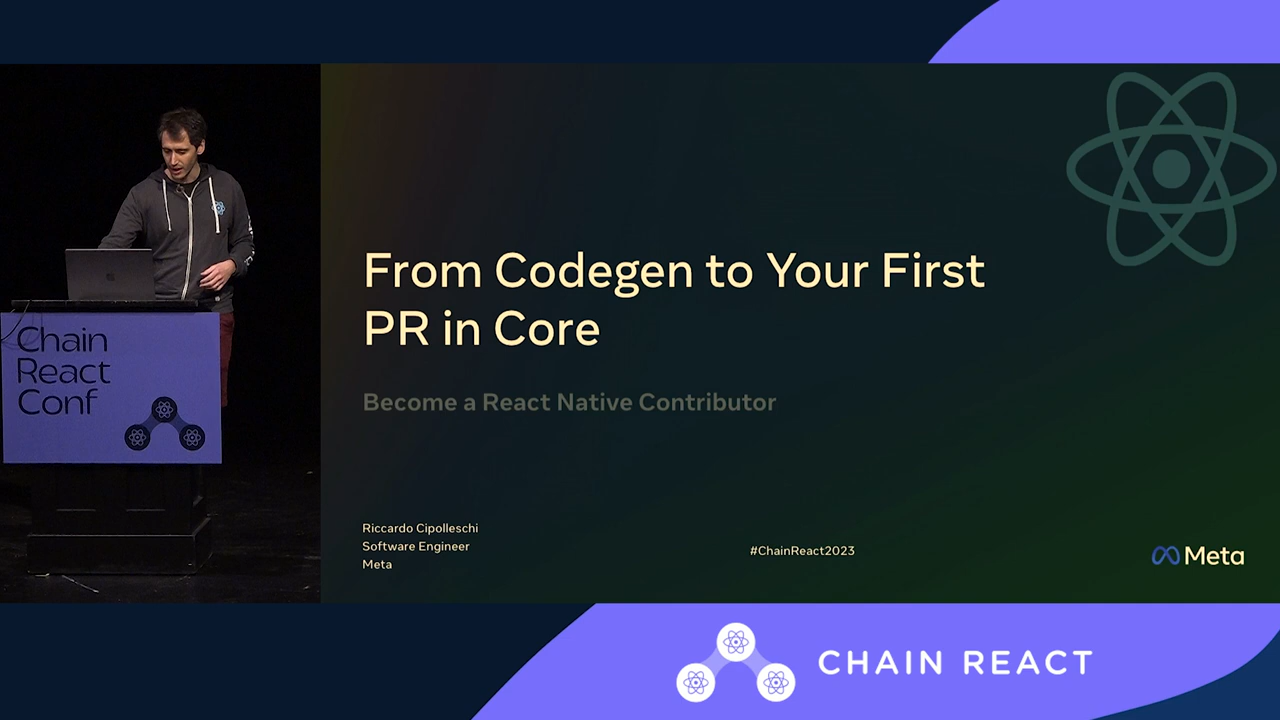 From Codegen to Your First
PR in Core
Become a React Native Contributor
Riccardo Cipolleschi
Software Engineer
Meta
#ChainReact2023
Meta
Chain
React
Conf
CHAIN REACT